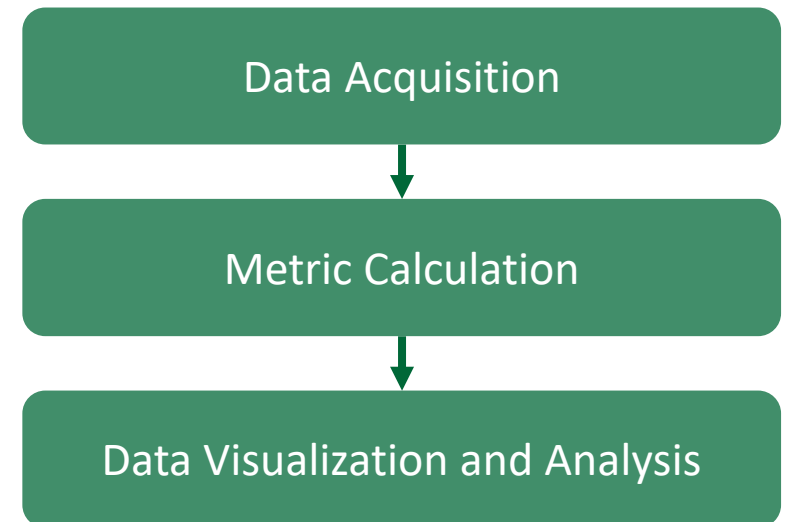 Data Acquisition
Metric Calculation
Data Visualization and Analysis